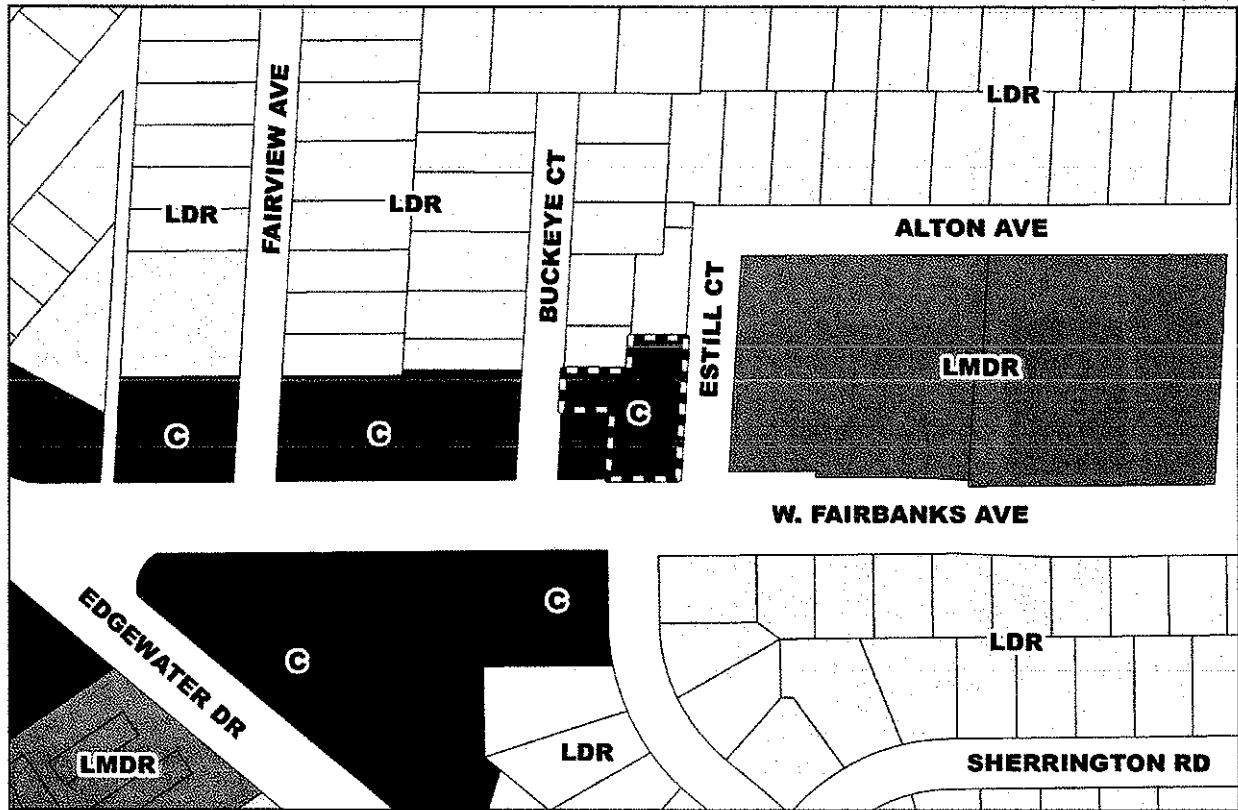 LDR
FAIRVIEW AVE
LDR
LDR
BUCKEYE CT
ALTON AVE
ESTILL CT
LMDR
C
C
C
W. FAIRBANKS AVE
EDGEWATER DR
C
C
LDR
LDR
LMDR
SHERRINGTON RD